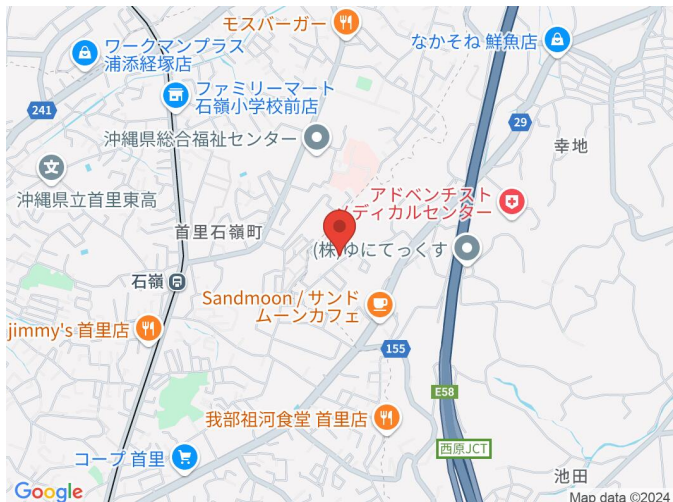 モスバーガー
ワークマンプラス
浦添経塚店
なかそね 鮮魚店
ファミリーマート
石嶺小学校前店
241
29
沖縄県総合福祉センター
幸地
沖縄県立首里東高
アドベンチスト
メディカルセンター
首里石嶺町
(株)ゆにてっくす
石嶺
Sandmoon / サンド
ムーンカフェ
jimmy's 首里店
155
E58
我部祖河食堂 首里店
西原JCT
コープ 首里
池田
Google
Map data ©2024